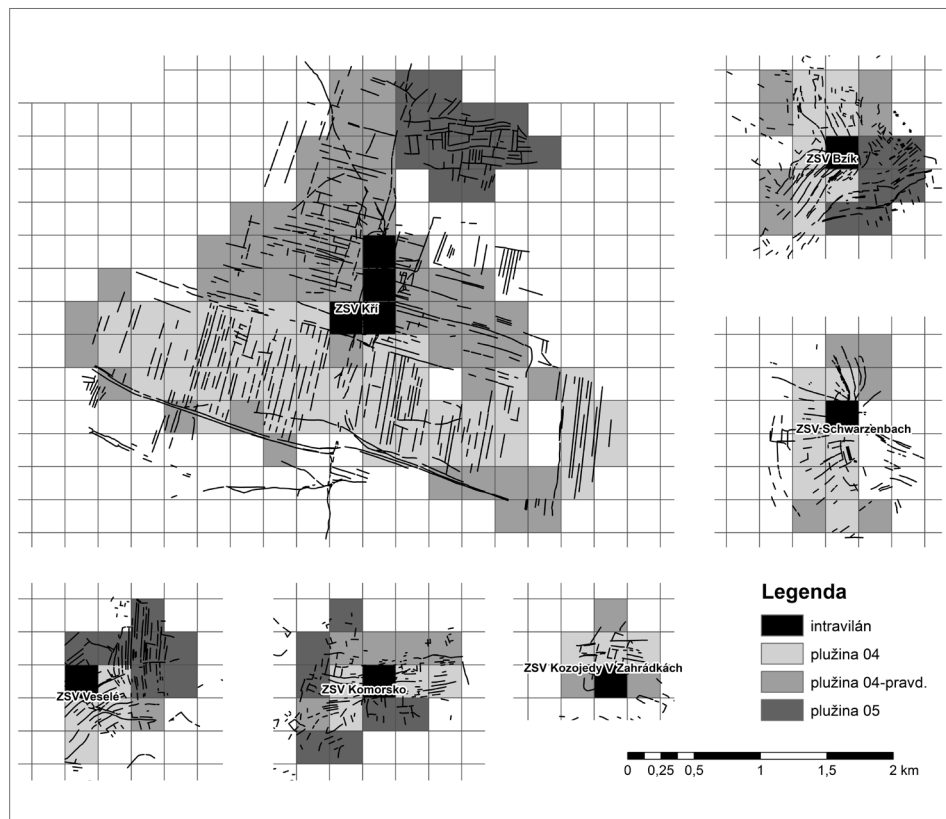 ZSV Bzík
ZSV Kří
ZSV Schwarzenbach
Legenda
intravilán
plužina 04
plužina 04-pravd.
plužina 05
ZSV Veselé
ZSV Komorsko
ZSV Kozojedy V Zahrádkách
0 0,25 0,5 1 1,5 2 km